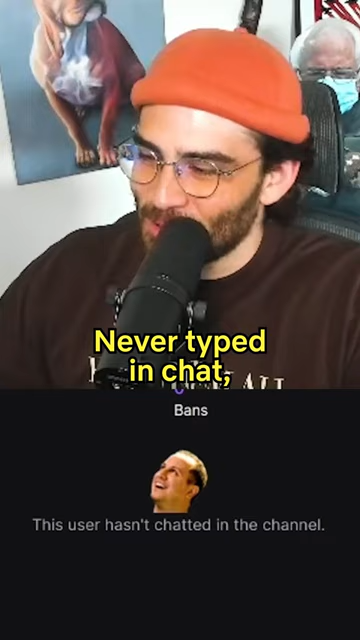 Never typed
in chat,
Bans
This user hasn't chatted in the channel.